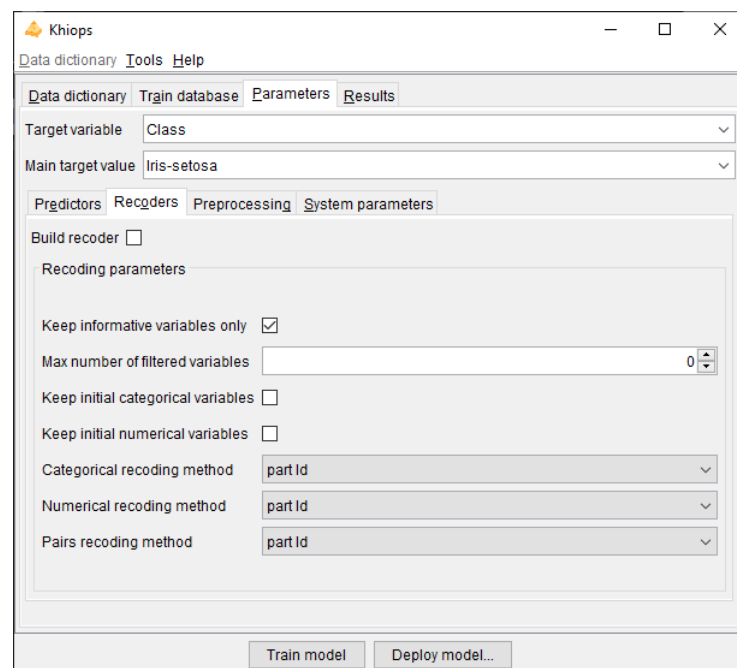 Khiops
Data dictionary Tools Help
Data dictionary Train database Parameters Results
Target variable Class
Main target value Iris-setosa
Predictors Recoders Preprocessing System parameters
Build recoder
Recoding parameters
Keep informative variables only
Max number of filtered variables 0
Keep initial categorical variables
Keep initial numerical variables
Categorical recoding method part Id
Numerical recoding method part Id
Pairs recoding method part Id
Train model Deploy model...